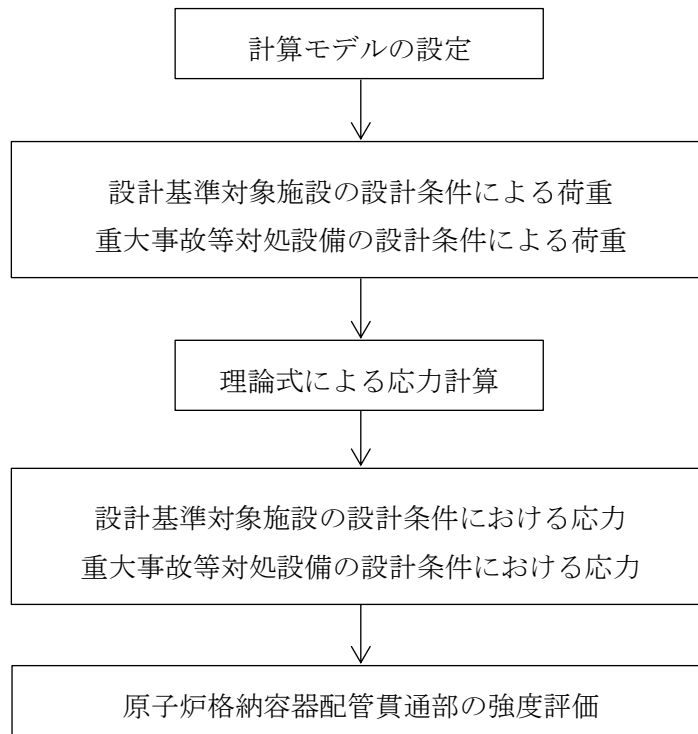 計算モデルの設定
設計基準対象施設の設計条件による荷重
重大事故等対処設備の設計条件による荷重
理論式による応力計算
設計基準対象施設の設計条件における応力
重大事故等対処設備の設計条件における応力
原子炉格納容器配管貫通部の強度評価